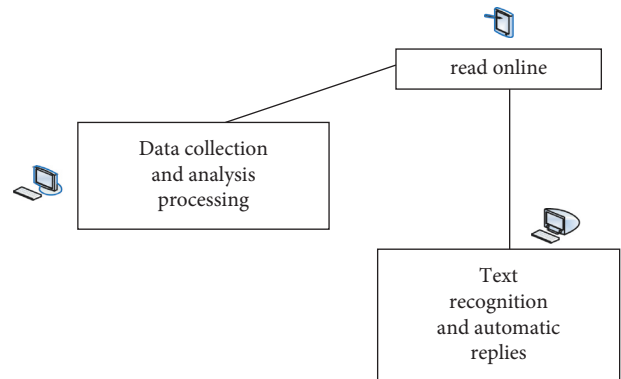 read online
Data collection
and analysis
processing
Text
recognition
and automatic
replies